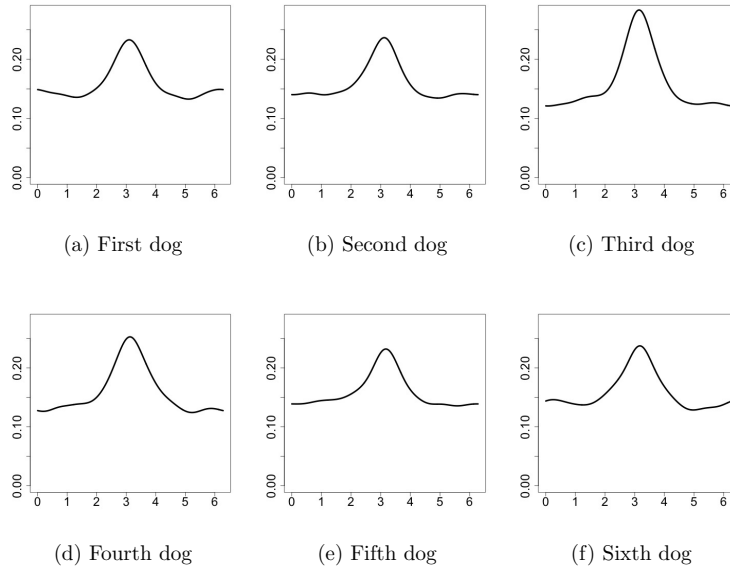 0.00 0.10 0.20
0 1 2 3 4 5 6
(a) First dog
0.00 0.10 0.20
0 1 2 3 4 5 6
(b) Second dog
0.00 0.10 0.20
0 1 2 3 4 5 6
(c) Third dog
0.00 0.10 0.20
0 1 2 3 4 5 6
(d) Fourth dog
0.00 0.10 0.20
0 1 2 3 4 5 6
(e) Fifth dog
0.00 0.10 0.20
0 1 2 3 4 5 6
(f) Sixth dog